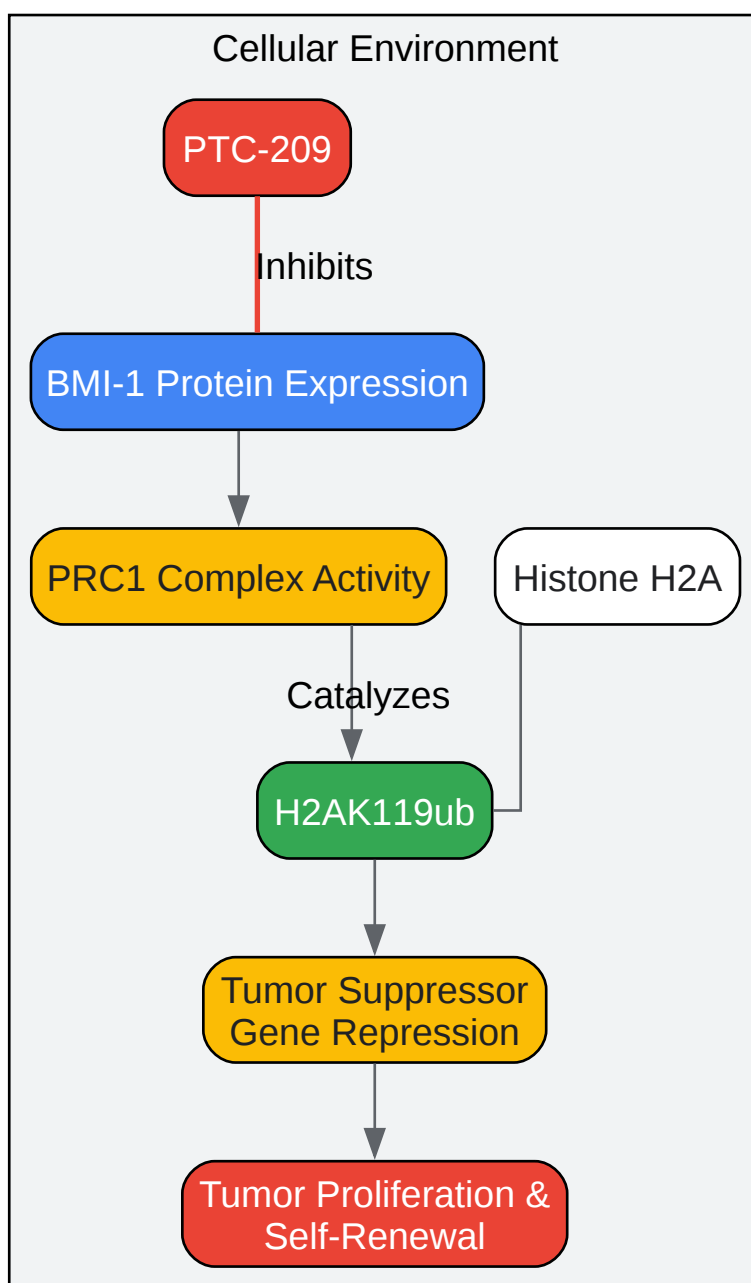 Cellular Environment
PTC-209
Inhibits
BMI-1 Protein Expression
PRC1 Complex Activity
Histone H2A
Catalyzes
H2AK119ub
Tumor Suppressor
Gene Repression
Tumor Proliferation &
Self-Renewal